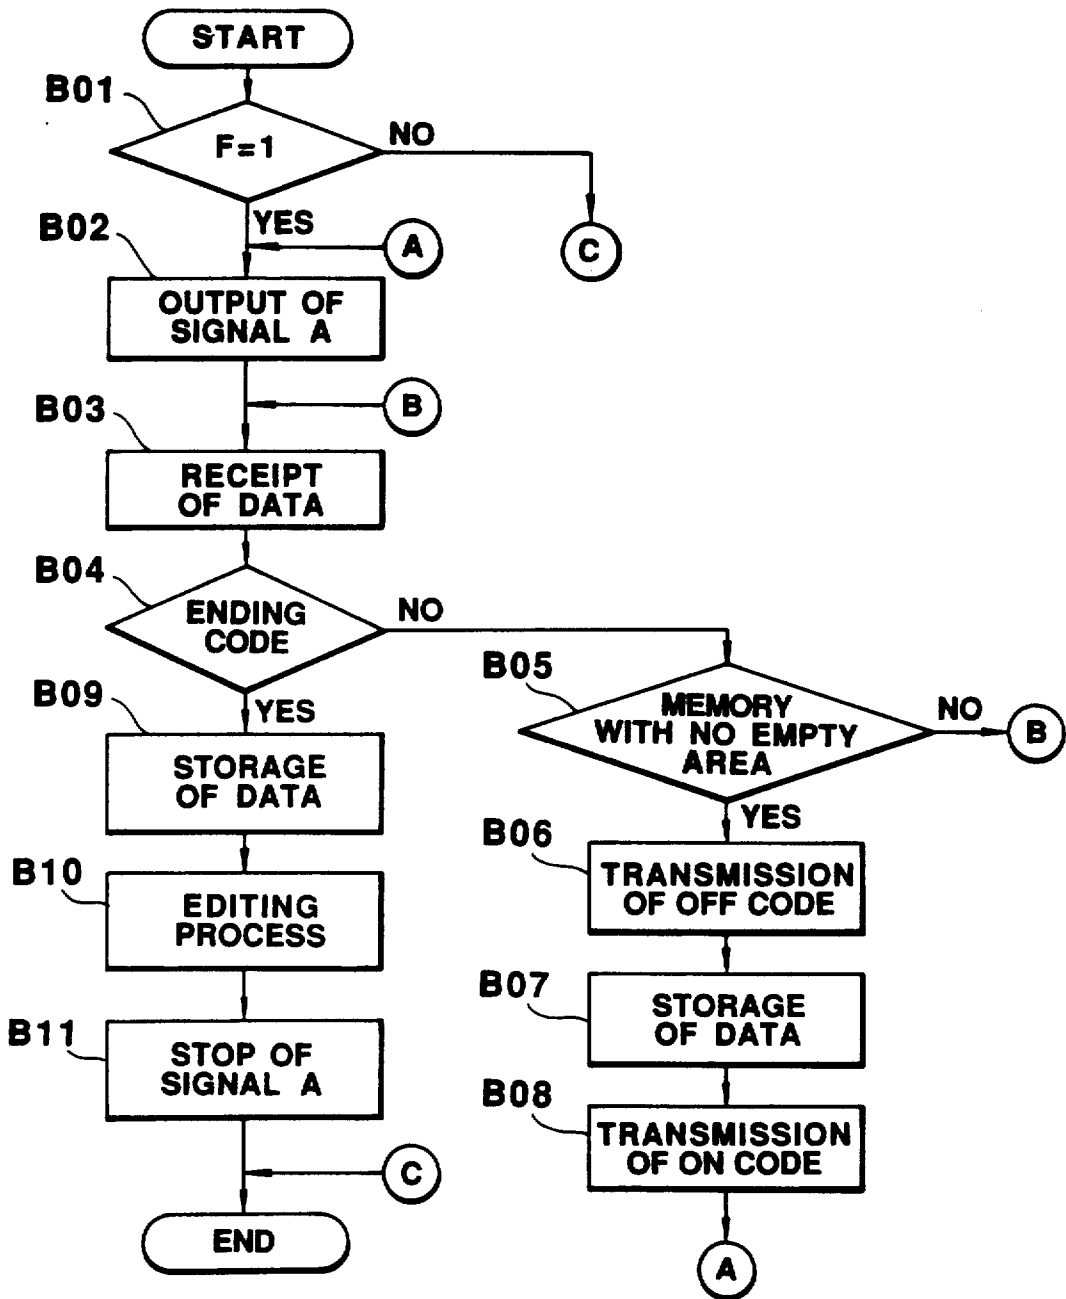 START
B01
F=1
NO
YES
B02
A
C
OUTPUT OF
SIGNAL A
B03
B
RECEIPT
OF DATA
B04
ENDING
CODE
NO
B05
MEMORY
WITH NO EMPTY
AREA
NO
B
B09
YES
STORAGE
OF DATA
YES
B06
TRANSMISSION
OF OFF CODE
B10
EDITING
PROCESS
B07
STORAGE
OF DATA
B11
STOP OF
SIGNAL A
B08
TRANSMISSION
OF ON CODE
C
END
A